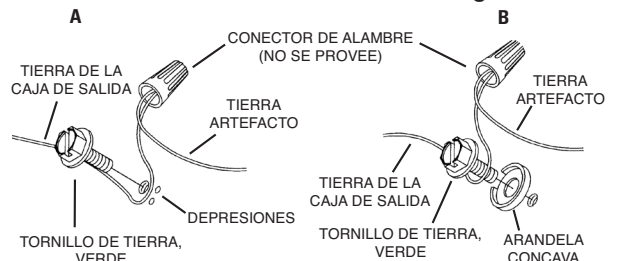 A
B
CONECTOR DE ALAMBRE
(NO SE PROVEE)
TIERRA DE LA
CAJA DE SALIDA
TIERRA
ARTEFACTO
TIERRA
ARTEFACTO
DEPRESIONES
TORNILLO DE TIERRA,
VERDE
TIERRA DE LA
CAJA DE SALIDA
TORNILLO DE TIERRA,
VERDE
ARANDELA
CONCAVA